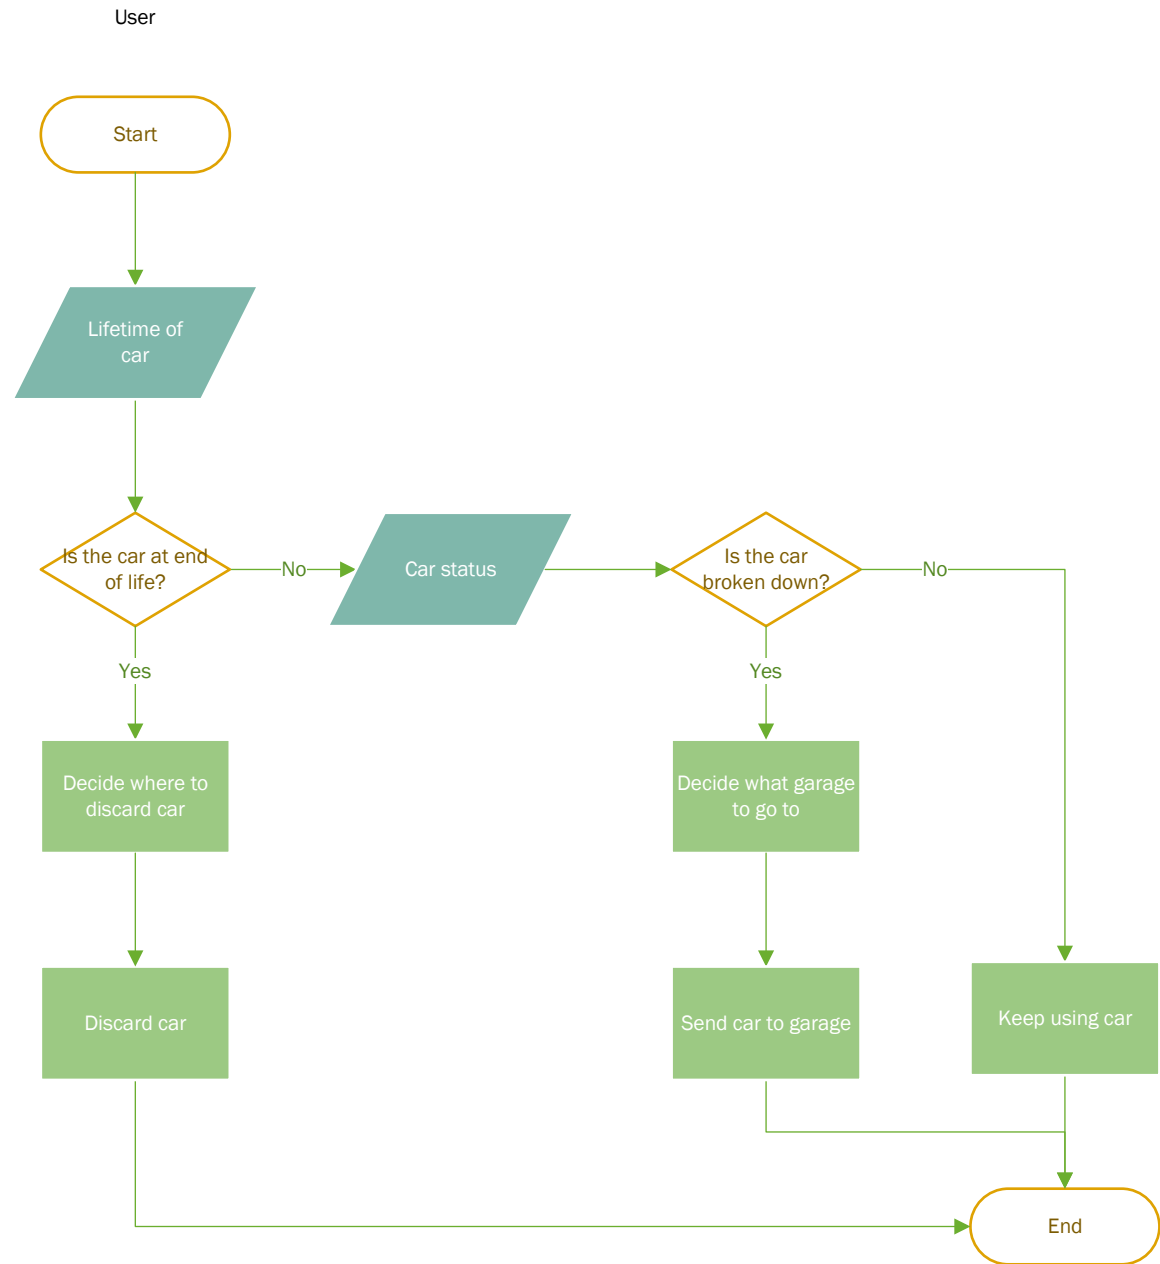 User
Start
Lifetime of
car
Is the car at end
of life?
No
Car status
Is the car
broken down?
No
Yes
Yes
Decide where to
discard car
Decide what garage
to go to
Discard car
Send car to garage
Keep using car
End